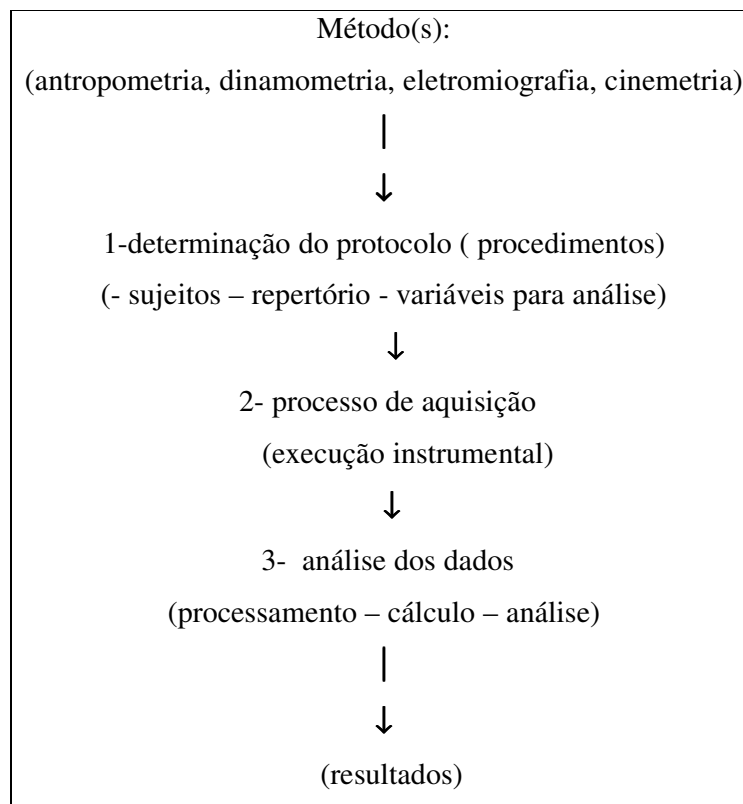 Método(s):
(antropometria, dinamometria, eletromiografia, cinemetria)
1-determinação do protocolo ( procedimentos)
(- sujeitos – repertório - variáveis para análise)
2- processo de aquisição
(execução instrumental)
3- análise dos dados
(processamento – cálculo – análise)
(resultados)